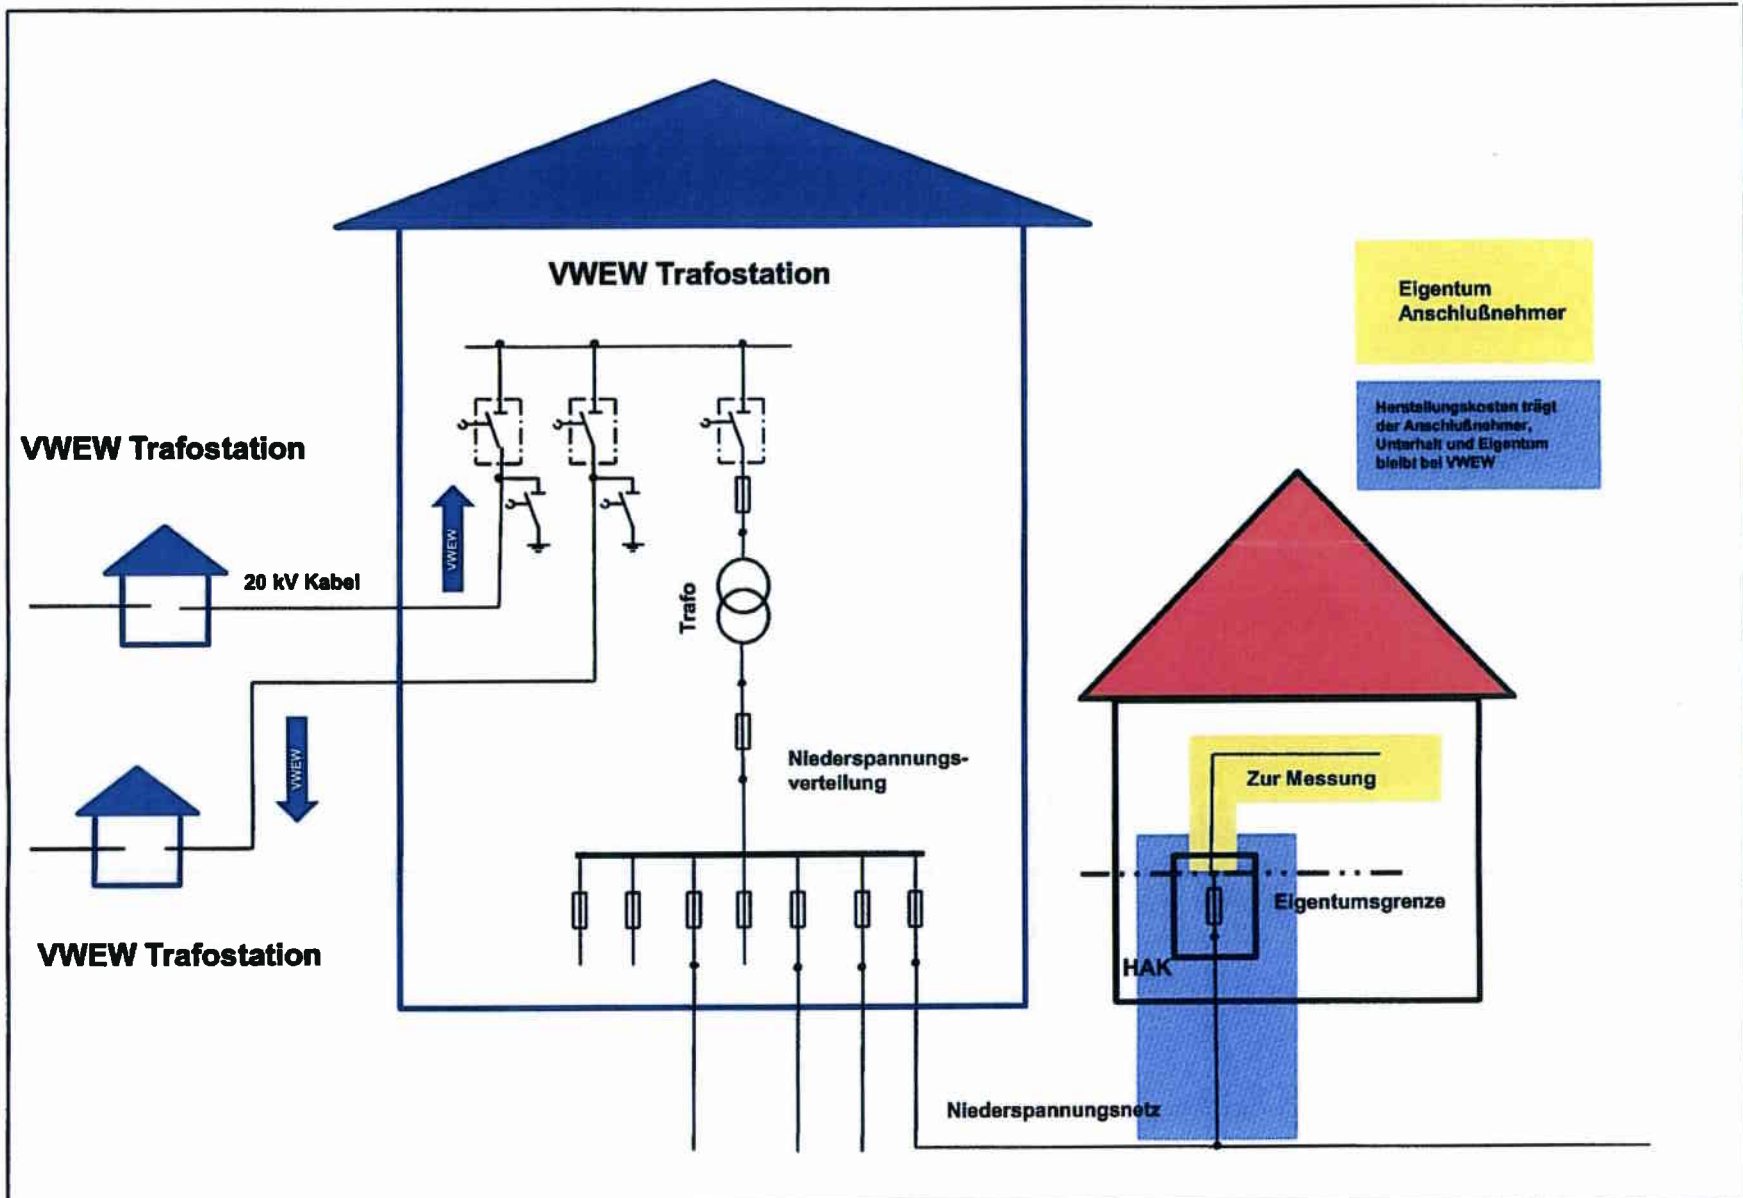 VWEW Trafostation
Eigentum
Anschlußnehmer
Herstellungskosten trägt
der Anschlußnehmer,
Unterhalt und Eigentum
bleibt bei VWEW
VWEW Trafostation
20 kV Kabel
VWEW
Trafo
VWEW
Niederspannungs-
verteilung
Zur Messung
Eigentumsgrenze
HAK
VWEW Trafostation
Niederspannungsnetz